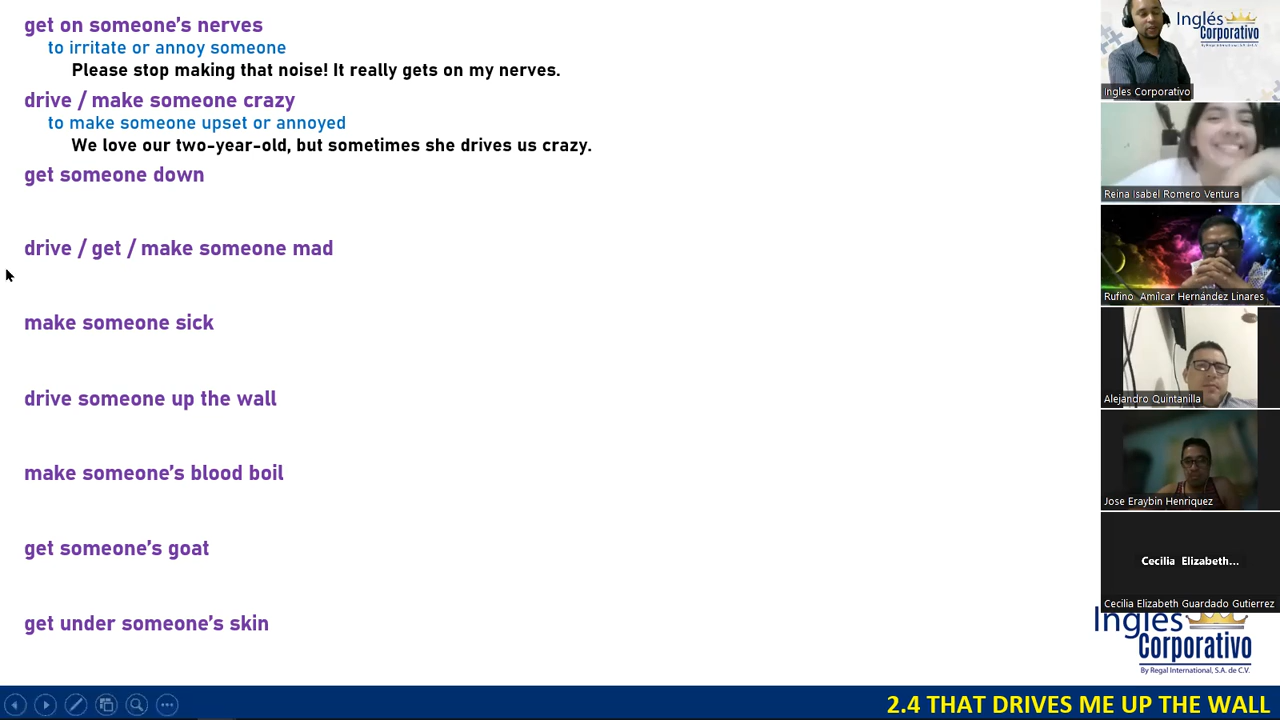 get on someone’s nerves
to irritate or annoy someone
Please stop making that noise! It really gets on my nerves.
drive / make someone crazy
to make someone upset or annoyed
We love our two-year-old, but sometimes she drives us crazy.
get someone down
drive / get / make someone mad
make someone sick
drive someone up the wall
make someone’s blood boil
get someone’s goat
get under someone’s skin
Inglés
Corporativo
Ingles Corporativo
Reina Isabel Romero Ventura
Rufino Amilcar Hernández Linares
Alejandro Quintanilla
Jose Eraybin Henriquez
Cecilia Elizabeth...
Cecilia Elizabeth Guardado Gutierrez
Inglés
Corporativo
By Regal International, S.A. de C.V.
2.4 THAT DRIVES ME UP THE WALL